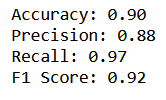 Accuracy: 0.90
Precision: 0.88
Recall: 0.97
F1 Score: 0.92